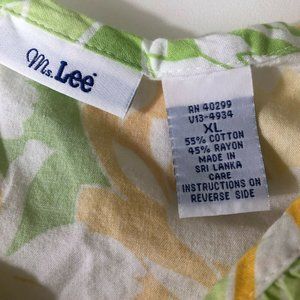 Ms. Lee
RN 40299
V13-4934
XL
55% COTTON
45% RAYON
MADE IN
SRI LANKA
CARE
INSTRUCTIONS ON
REVERSE SIDE